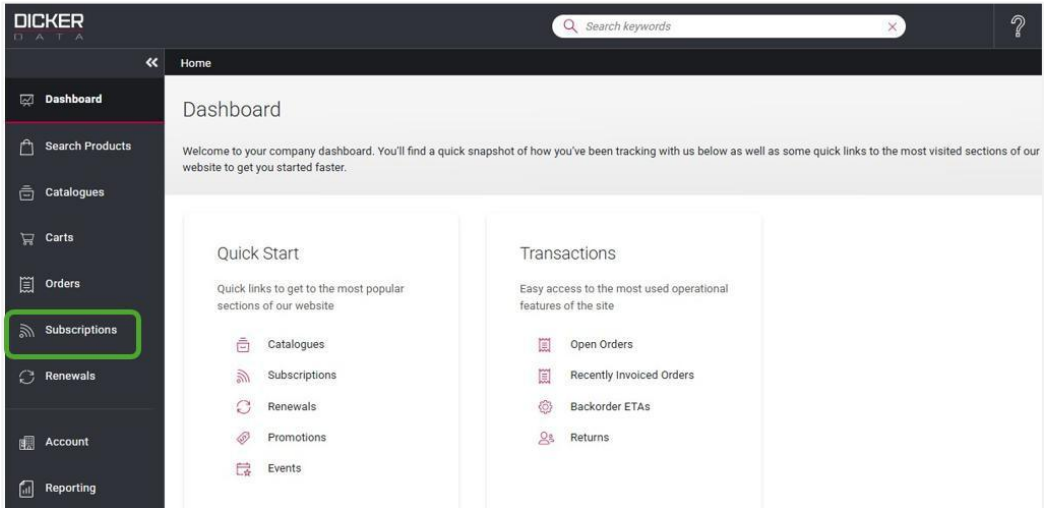 DICKER
DATA
Search keywords
Home
Dashboard
Search Products
Catalogues
Carts
Orders
Subscriptions
Renewals
Account
Reporting
Dashboard
Welcome to your company dashboard. You'll find a quick snapshot of how you've been tracking with us below as well as some quick links to the most visited sections of our
website to get you started faster.
Quick Start
Quick links to get to the most popular
sections of our website
Catalogues
Subscriptions
Renewals
Promotions
Events
Transactions
Easy access to the most used operational
features of the site
Open Orders
Recently Invoiced Orders
Backorder ETAs
Returns